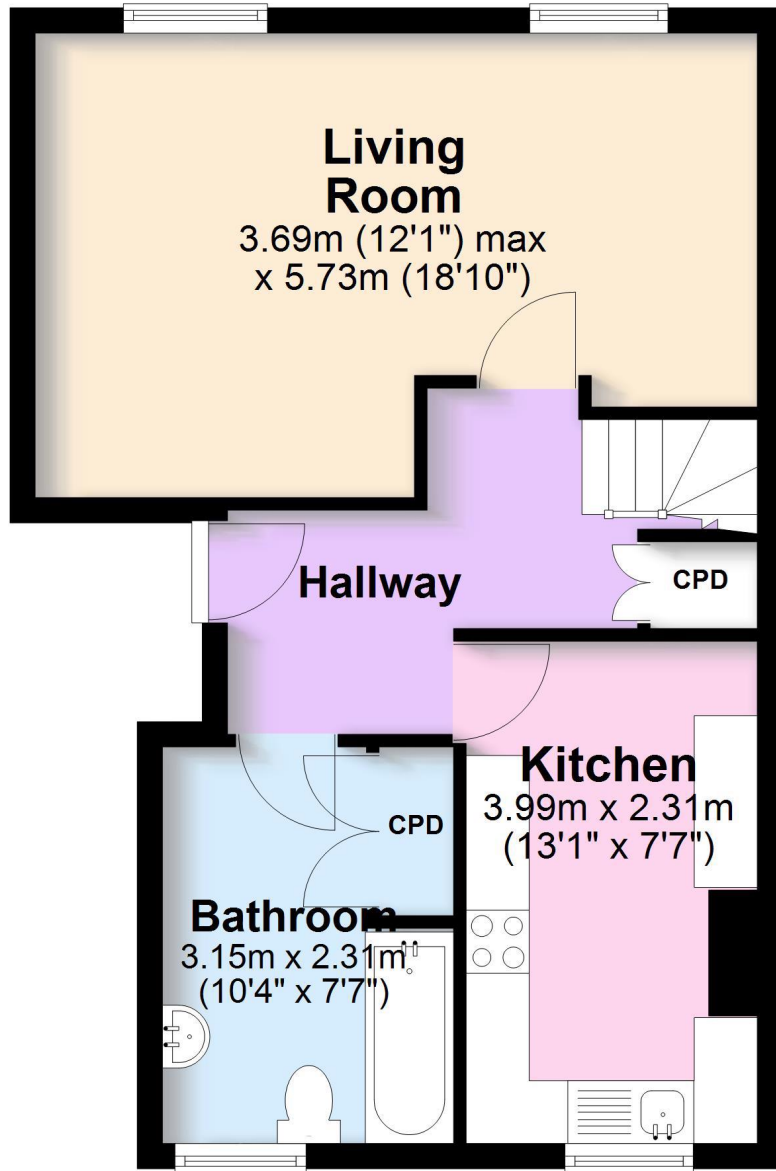 Living
Room
3.69m (12'1") max
x 5.73m (18'10")
Hallway
CPD
Kitchen
3.99m x 2.31m
(13'1" x 7'7")
CPD
Bathroom
3.15m x 2.31m
(10'4" x 7'7")